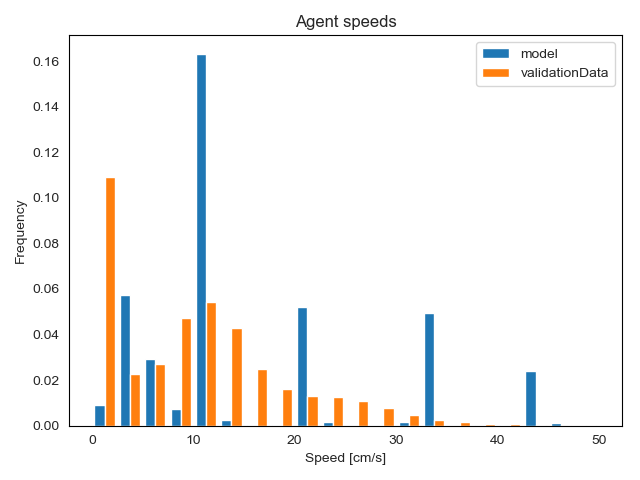 Agent speeds
model
validationData
Frequency
0.16
0.14
0.12
0.10
0.08
0.06
0.04
0.02
0.00
0 10 20 30 40 50
Speed [cm/s]